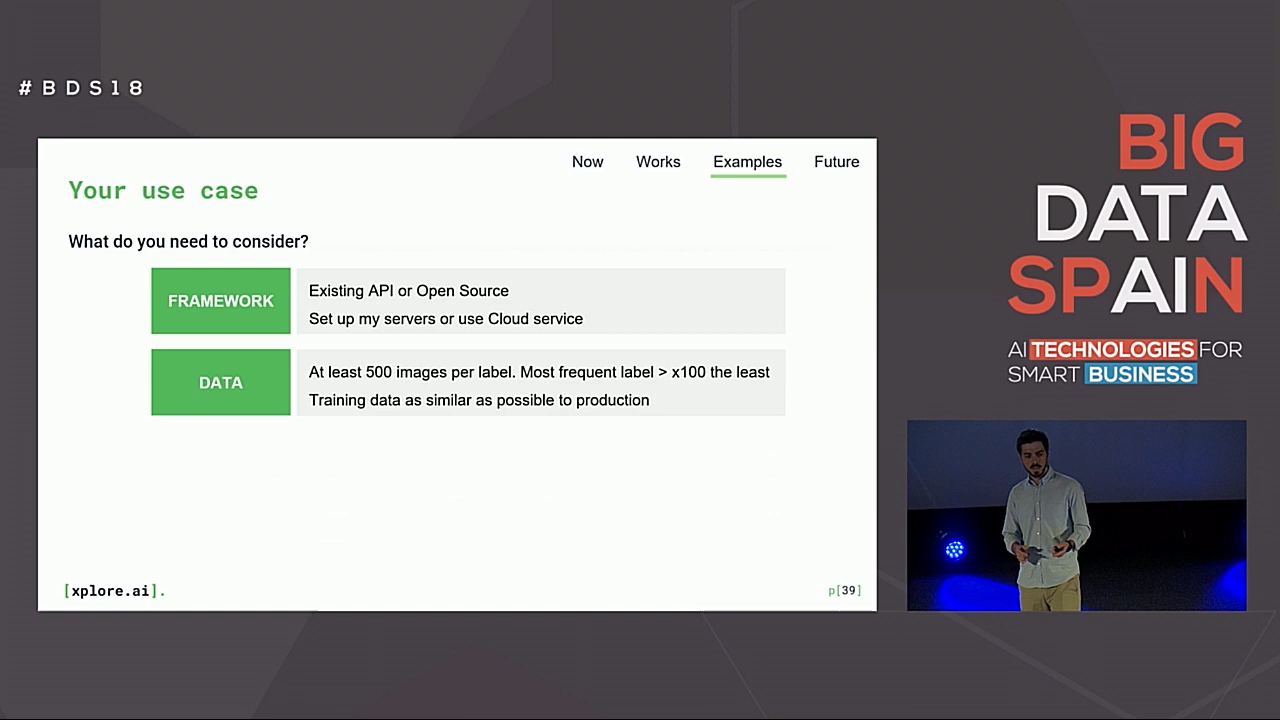 #BDS18
Now Works Examples Future
Your use case
What do you need to consider?
FRAMEWORK
Existing API or Open Source
Set up my servers or use Cloud service
DATA
At least 500 images per label. Most frequent label > x100 the least
Training data as similar as possible to production
[xplore.ai].
p[39]
BIG
DATA
SPAIN
AI TECHNOLOGIES FOR
SMART BUSINESS